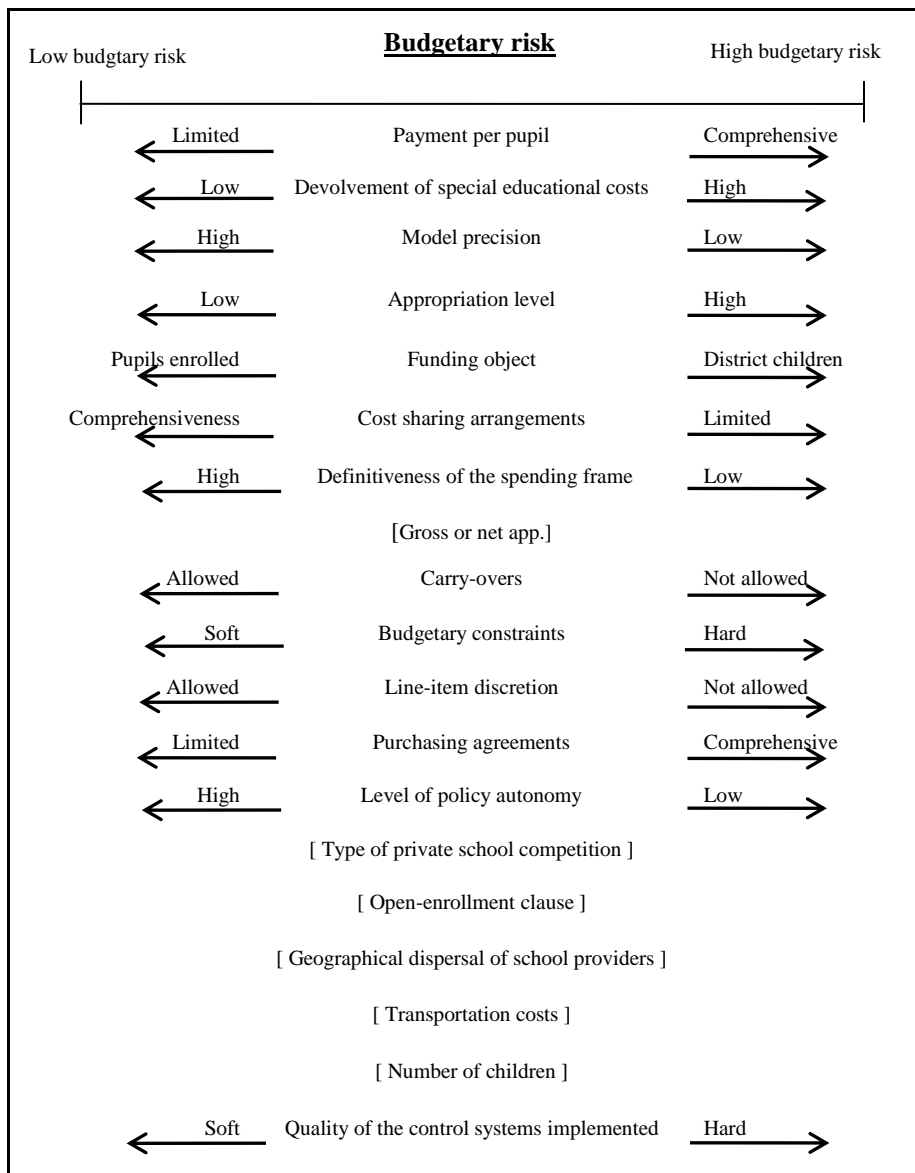 Budgetary risk
Low budgtary risk High budgetary risk
Limited Payment per pupil Comprehensive
Low Devolvement of special educational costs High
High Model precision Low
Low Appropriation level High
Pupils enrolled Funding object District children
Comprehensiveness Cost sharing arrangements Limited
High Definitiveness of the spending frame Low
[Gross or net app.]
Allowed Carry-overs Not allowed
Soft Budgetary constraints Hard
Allowed Line-item discretion Not allowed
Limited Purchasing agreements Comprehensive
High Level of policy autonomy Low
[ Type of private school competition ]
[ Open-enrollment clause ]
[ Geographical dispersal of school providers ]
[ Transportation costs ]
[ Number of children ]
Soft Quality of the control systems implemented Hard